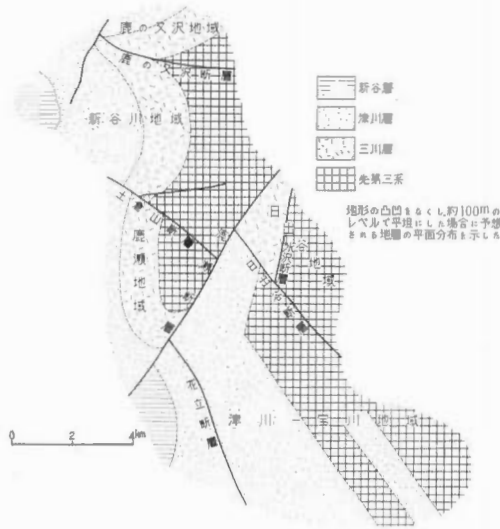 鹿の又沢地域
鹿の又沢断層
新谷川地域
新谷層
津川層
三川層
先第三系
地形の凸凹をなくし、約100mの
レベルで平坦にした場合に予想
される地層の平面分布を示した
鹿瀬地域
谷地域
花立断層
津川－宝川地域
0 2 4km